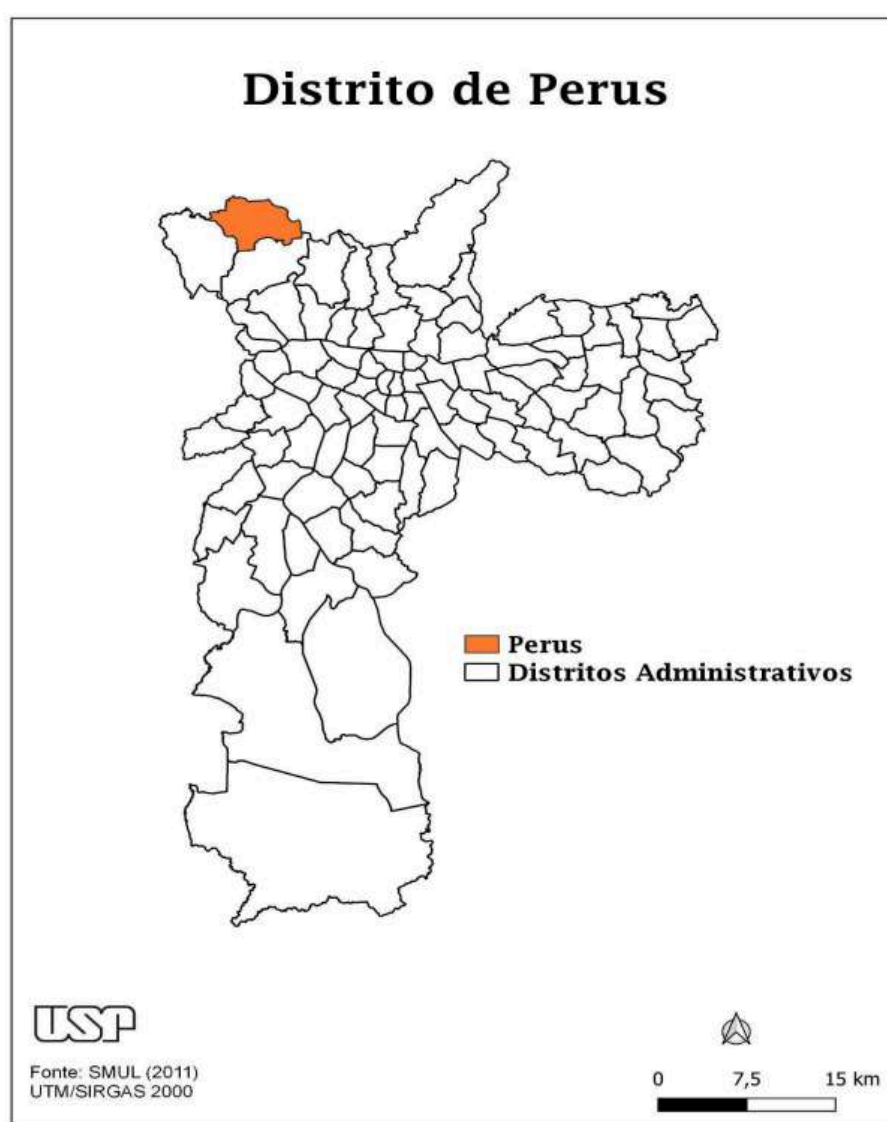 Distrito de Perus
Perus
Distritos Administrativos
USP
Fonte: SMUL (2011)
UTM/SIRGAS 2000
0 7,5 15 km